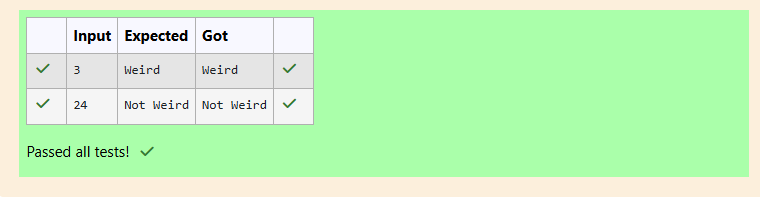 Input Expected Got
3 Weird Weird
24 Not Weird Not Weird
Passed all tests!